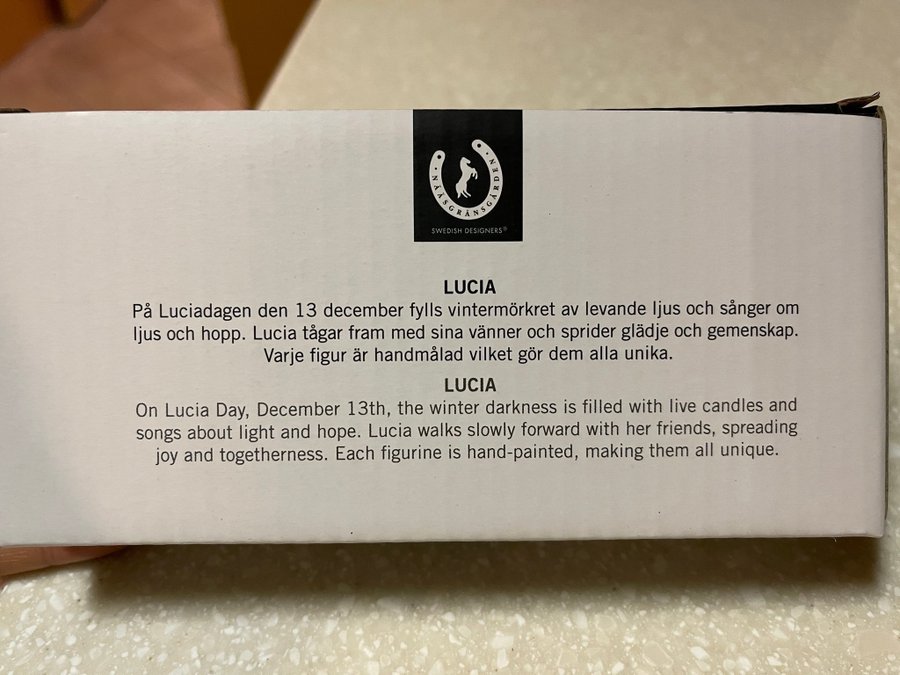 NÄÄSGRÄNSGÅRDEN
SWEDISH DESIGNERS®
LUCIA
På Luciadagen den 13 december fylls vintermörkret av levande ljus och sånger om
ljus och hopp. Lucia tågar fram med sina vänner och sprider glädje och gemenskap.
Varje figur är handmålad vilket gör dem alla unika.
LUCIA
On Lucia Day, December 13th, the winter darkness is filled with live candles and
songs about light and hope. Lucia walks slowly forward with her friends, spreading
joy and togetherness. Each figurine is hand-painted, making them all unique.